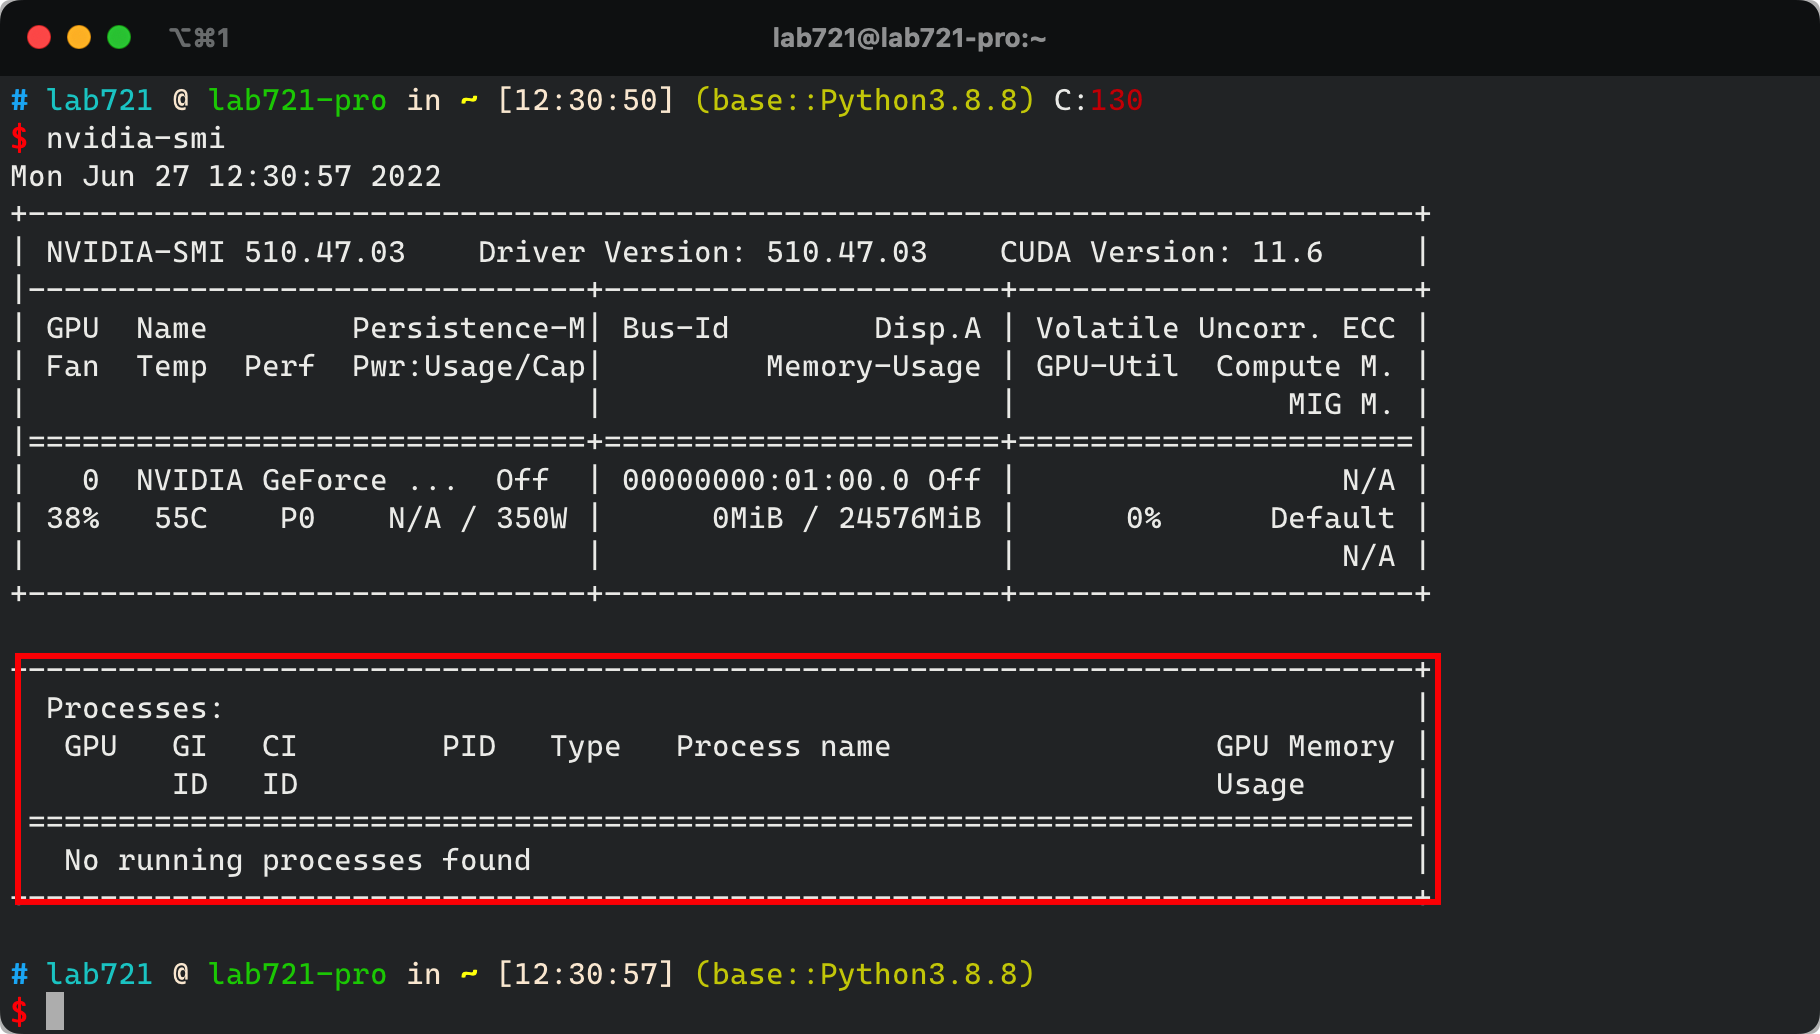 ⌥⌘1 lab721@lab721-pro:~
# lab721 @ lab721-pro in ~ [12:30:50] (base::Python3.8.8) C:130
$ nvidia-smi
Mon Jun 27 12:30:57 2022
+-----------------------------------------------------------------------------+
| NVIDIA-SMI 510.47.03    Driver Version: 510.47.03    CUDA Version: 11.6     |
|-------------------------------+----------------------+----------------------+
| GPU  Name        Persistence-M| Bus-Id        Disp.A | Volatile Uncorr. ECC |
| Fan  Temp  Perf  Pwr:Usage/Cap|         Memory-Usage | GPU-Util  Compute M. |
|                               |                      |               MIG M. |
|===============================+======================+======================|
|   0  NVIDIA GeForce ...  Off  | 00000000:01:00.0 Off |                  N/A |
| 38%   55C    P0    N/A / 350W |      0MiB / 24576MiB |      0%      Default |
|                               |                      |                  N/A |
+-------------------------------+----------------------+----------------------+
+-----------------------------------------------------------------------------+
  Processes:                                                                  |
   GPU   GI   CI        PID   Type   Process name                  GPU Memory |
         ID   ID                                                   Usage      |
 =============================================================================|
   No running processes found                                                 |
+-----------------------------------------------------------------------------+
# lab721 @ lab721-pro in ~ [12:30:57] (base::Python3.8.8)
$